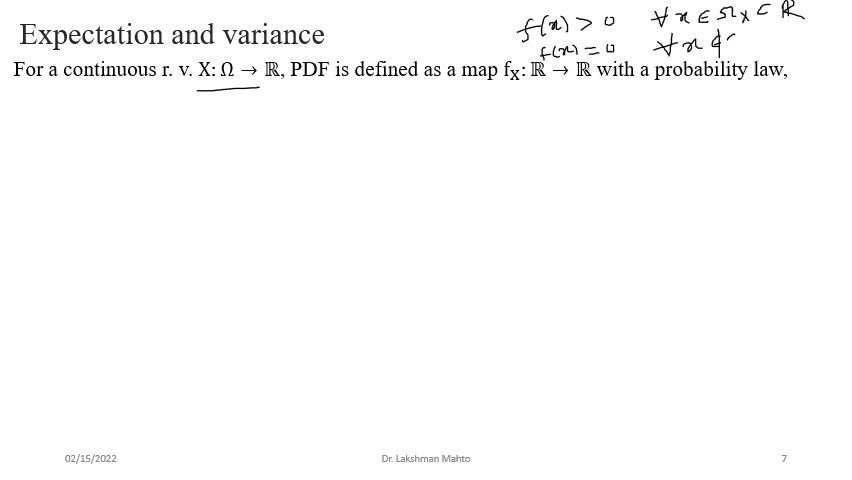 Expectation and variance
f(x) > 0 ∀ x ∈ Ω_X ⊂ ℝ
f(x) = 0 ∀ x ∉
For a continuous r. v. X: Ω → ℝ, PDF is defined as a map f_X: ℝ → ℝ with a probability law,
02/15/2022 Dr. Lakshman Mahto 7